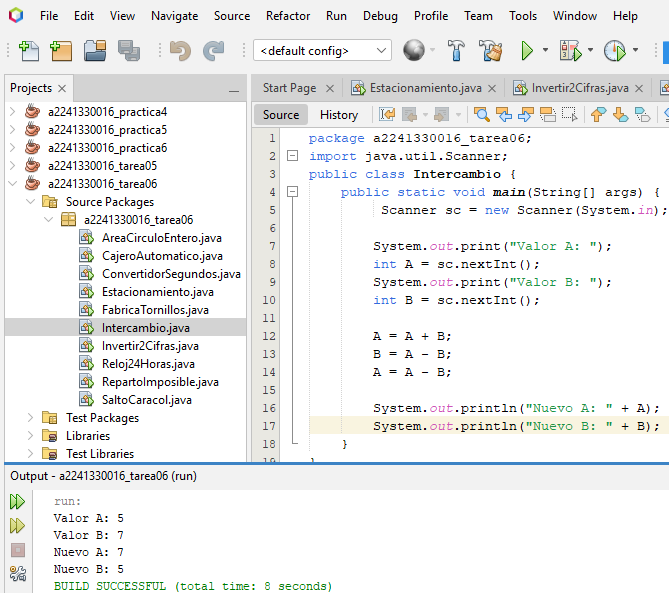 File Edit View Navigate Source Refactor Run Debug Profile Team Tools Window Help
<default config>
Projects
a2241330016_practica4
a2241330016_practica5
a2241330016_practica6
a2241330016_tarea05
a2241330016_tarea06
Source Packages
a2241330016_tarea06
AreaCirculoEntero.java
CajeroAutomatico.java
ConvertidorSegundos.java
Estacionamiento.java
FabricaTornillos.java
Intercambio.java
Invertir2Cifras.java
Reloj24Horas.java
RepartoImposible.java
SaltoCaracol.java
Test Packages
Libraries
Test Libraries
Start Page Estacionamiento.java Invertir2Cifras.java
Source History
1 package a2241330016_tarea06;
2 import java.util.Scanner;
3 public class Intercambio {
4 public static void main(String[] args) {
5 Scanner sc = new Scanner(System.in);
6
7 System.out.print("Valor A: ");
8 int A = sc.nextInt();
9 System.out.print("Valor B: ");
10 int B = sc.nextInt();
11
12 A = A + B;
13 B = A - B;
14 A = A - B;
15
16 System.out.println("Nuevo A: " + A);
17 System.out.println("Nuevo B: " + B);
18 }
19 }
Output - a2241330016_tarea06 (run)
run:
Valor A: 5
Valor B: 7
Nuevo A: 7
Nuevo B: 5
BUILD SUCCESSFUL (total time: 8 seconds)